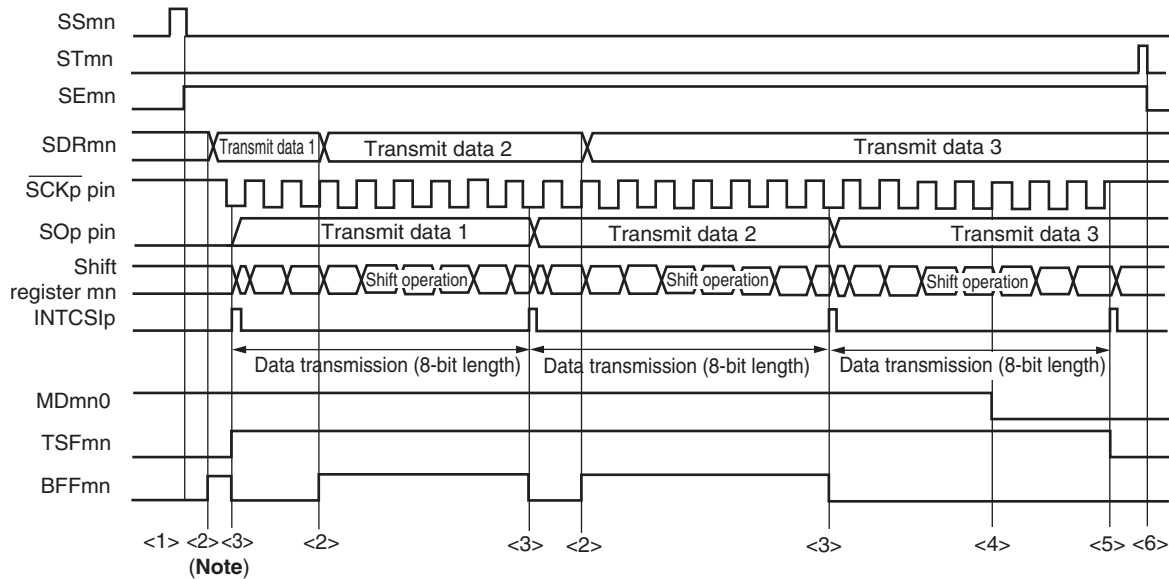 SSmn
STmn
SEmn
SDRmn
Transmit data 1
Transmit data 2
Transmit data 3
SCKp pin
SOp pin
Transmit data 1
Transmit data 2
Transmit data 3
Shift
register mn
Shift operation
Shift operation
Shift operation
INTCSIp
Data transmission (8-bit length)
Data transmission (8-bit length)
Data transmission (8-bit length)
MDmn0
TSFmn
BFFmn
<1> <2> <3> <2> <3> <2> <3> <4> <5> <6>
(Note)